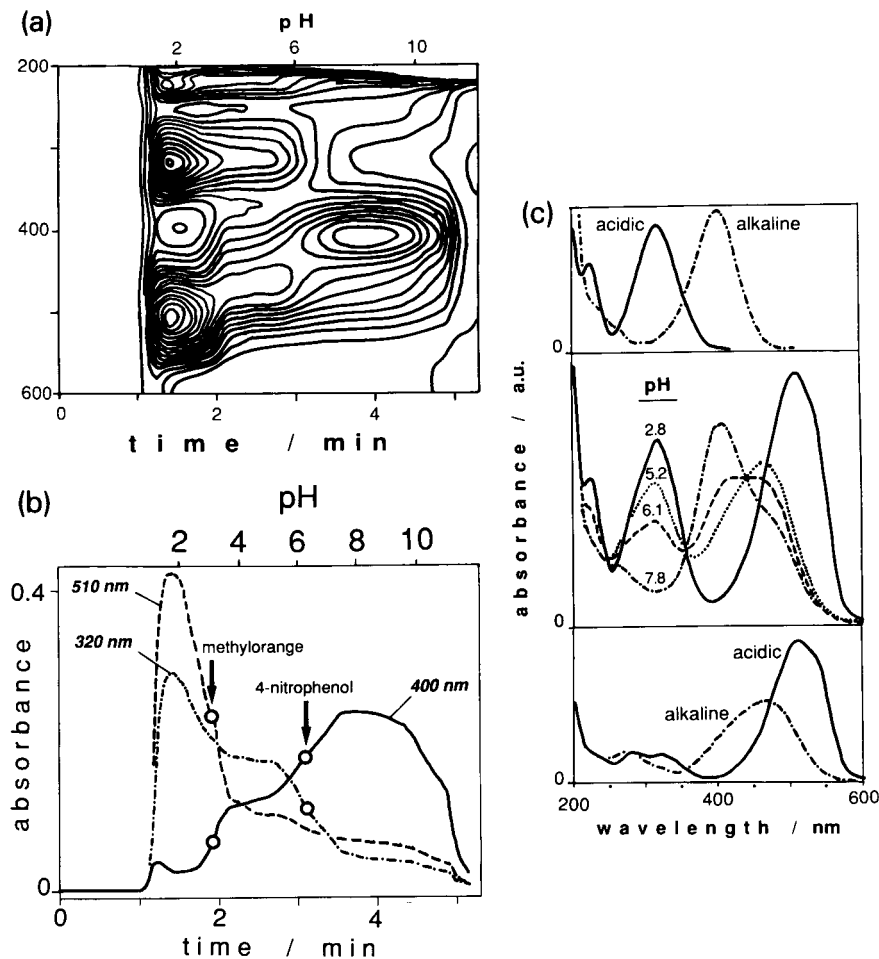 (a)
pH
2 6 10
200
400
600
0 2 4
time / min
(b)
pH
2 4 6 8 10
0.4
510 nm
320 nm
methylorange
4-nitrophenol
400 nm
absorbance
0
0 2 4
time / min
(c)
acidic
alkaline
0
pH
2.8
5.2
6.1
7.8
0
acidic
alkaline
0
absorbance / a.u.
200 400 600
wavelength / nm